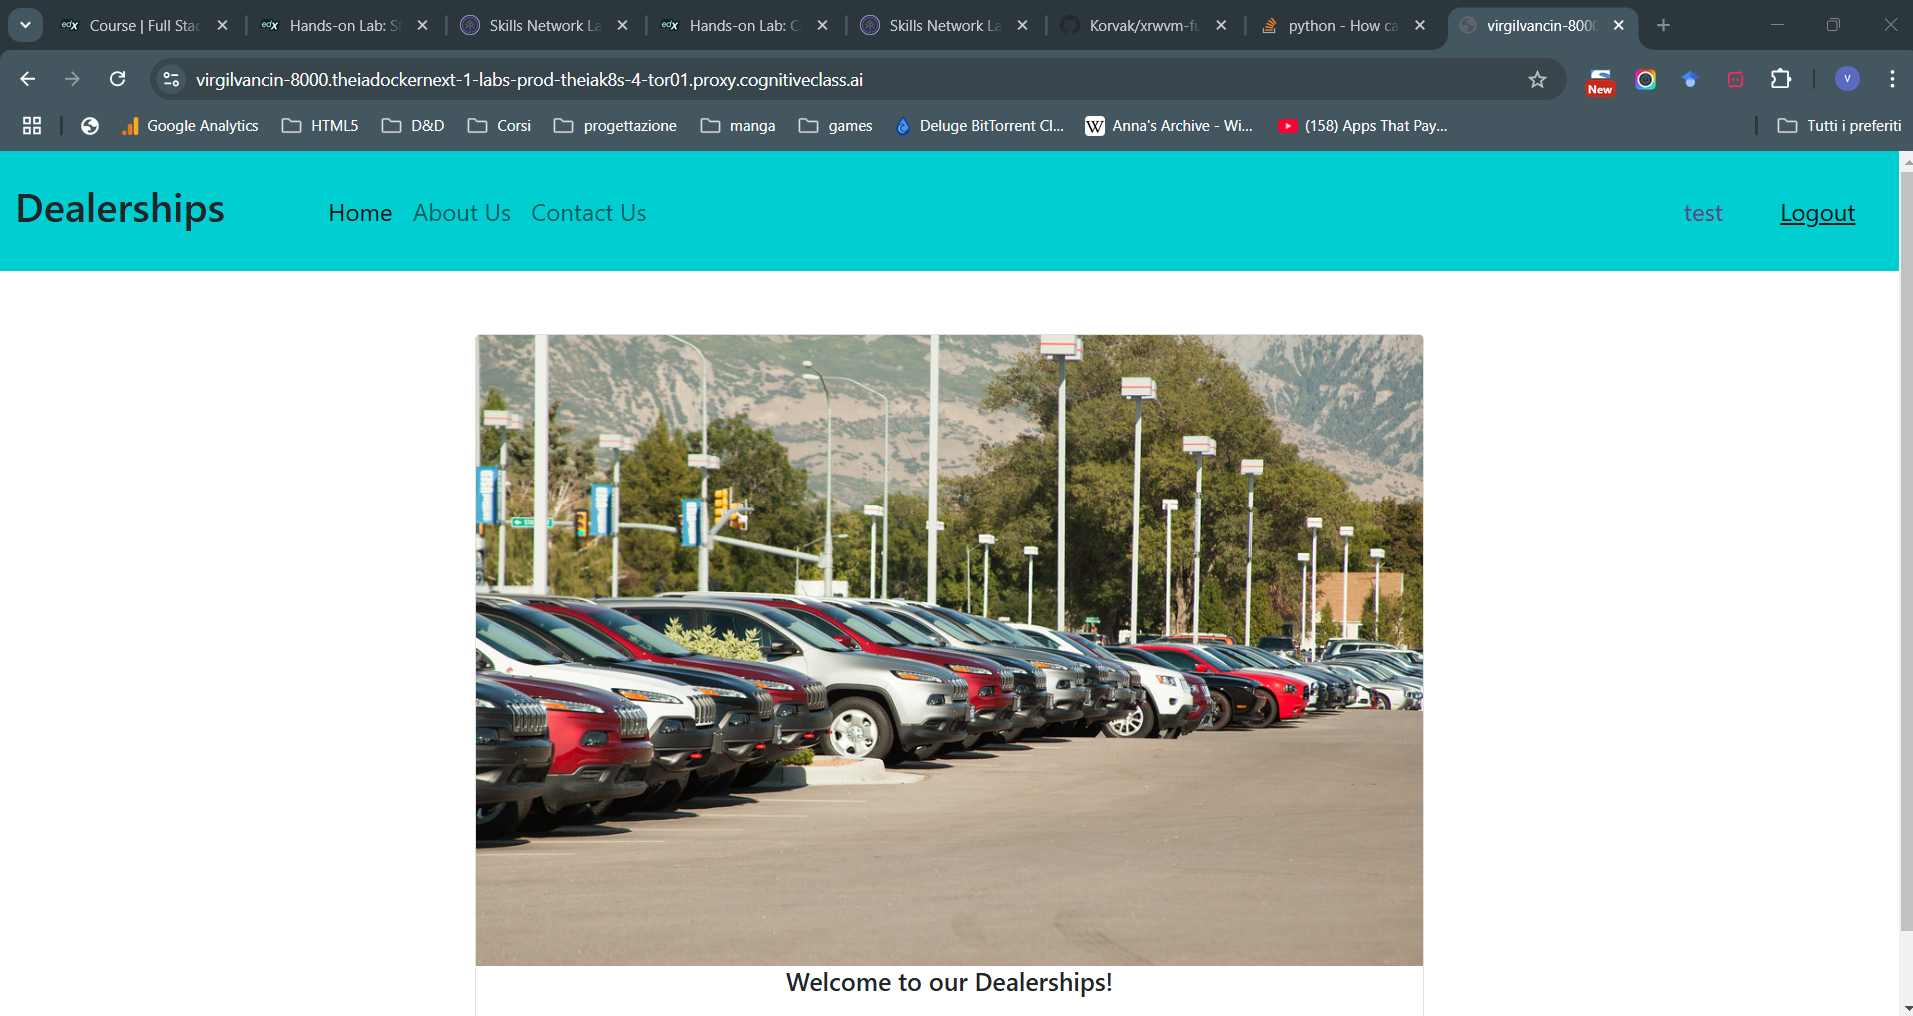 Course | Full Stac
Hands-on Lab: S
Skills Network La
Hands-on Lab: C
Skills Network La
Korvak/xrwvm-fu
python - How ca
virgilvancin-800
virgilvancin-8000.theiadockernext-1-labs-prod-theiak8s-4-tor01.proxy.cognitiveclass.ai
New
V
Google Analytics
HTML5
D&D
Corsi
progettazione
manga
games
Deluge BitTorrent Cl...
Anna's Archive - Wi...
(158) Apps That Pay...
Tutti i preferiti
Dealerships
Home
About Us
Contact Us
test
Logout
Welcome to our Dealerships!